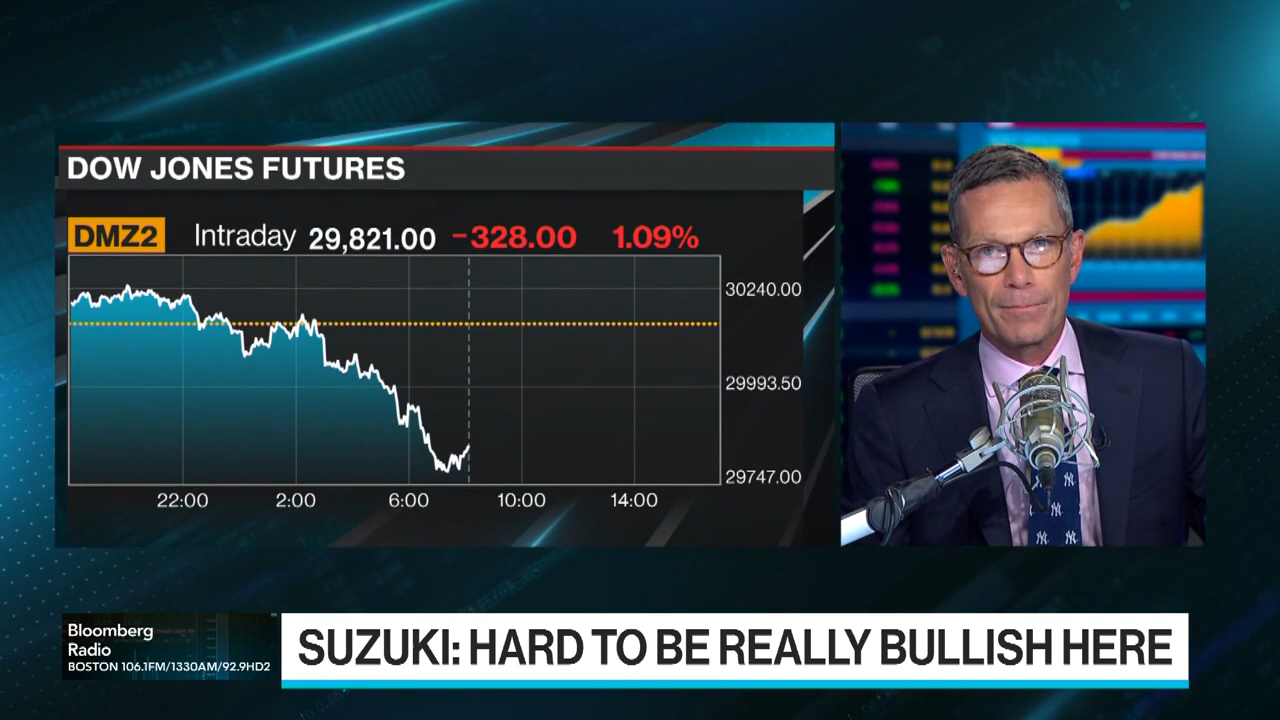 DOW JONES FUTURES
DMZ2 Intraday 29,821.00 -328.00 1.09%
30240.00
29993.50
29747.00
22:00 2:00 6:00 10:00 14:00
Bloomberg
Radio
BOSTON 106.1FM/1330AM/92.9HD2
SUZUKI: HARD TO BE REALLY BULLISH HERE